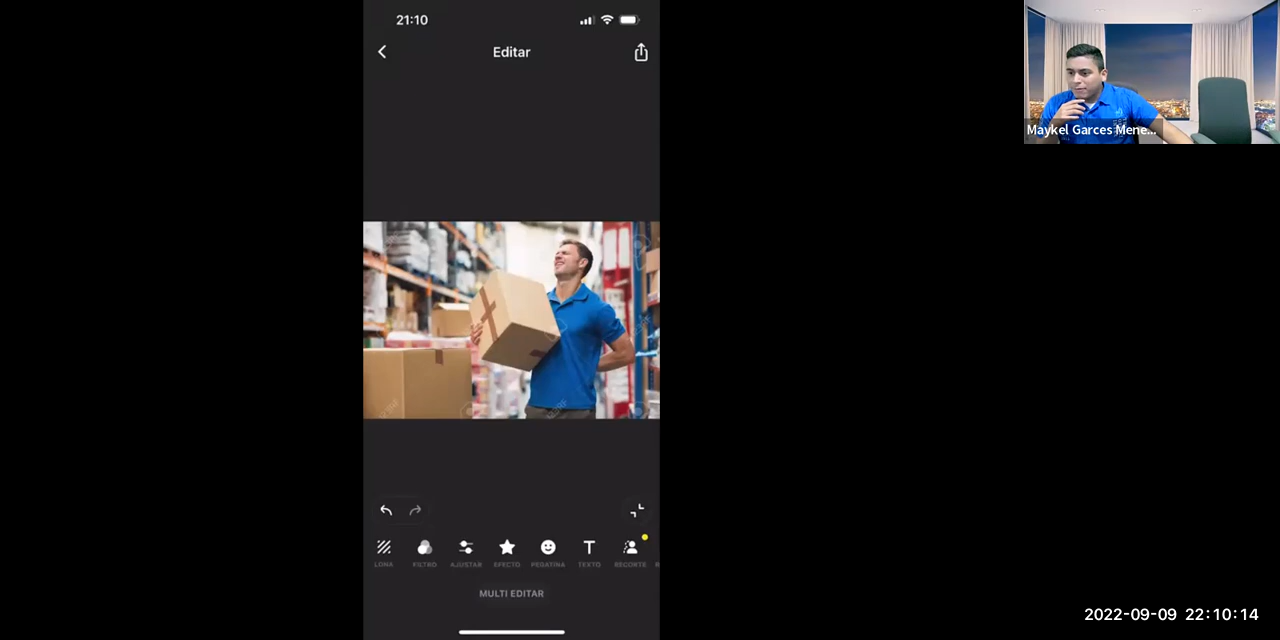 21:10
Editar
Maykel Garces Mene...
LONA
FILTRO
AJUSTAR
EFECTO
PEGATINA
TEXTO
RECORTE
MULTI EDITAR
2022-09-09 22:10:14